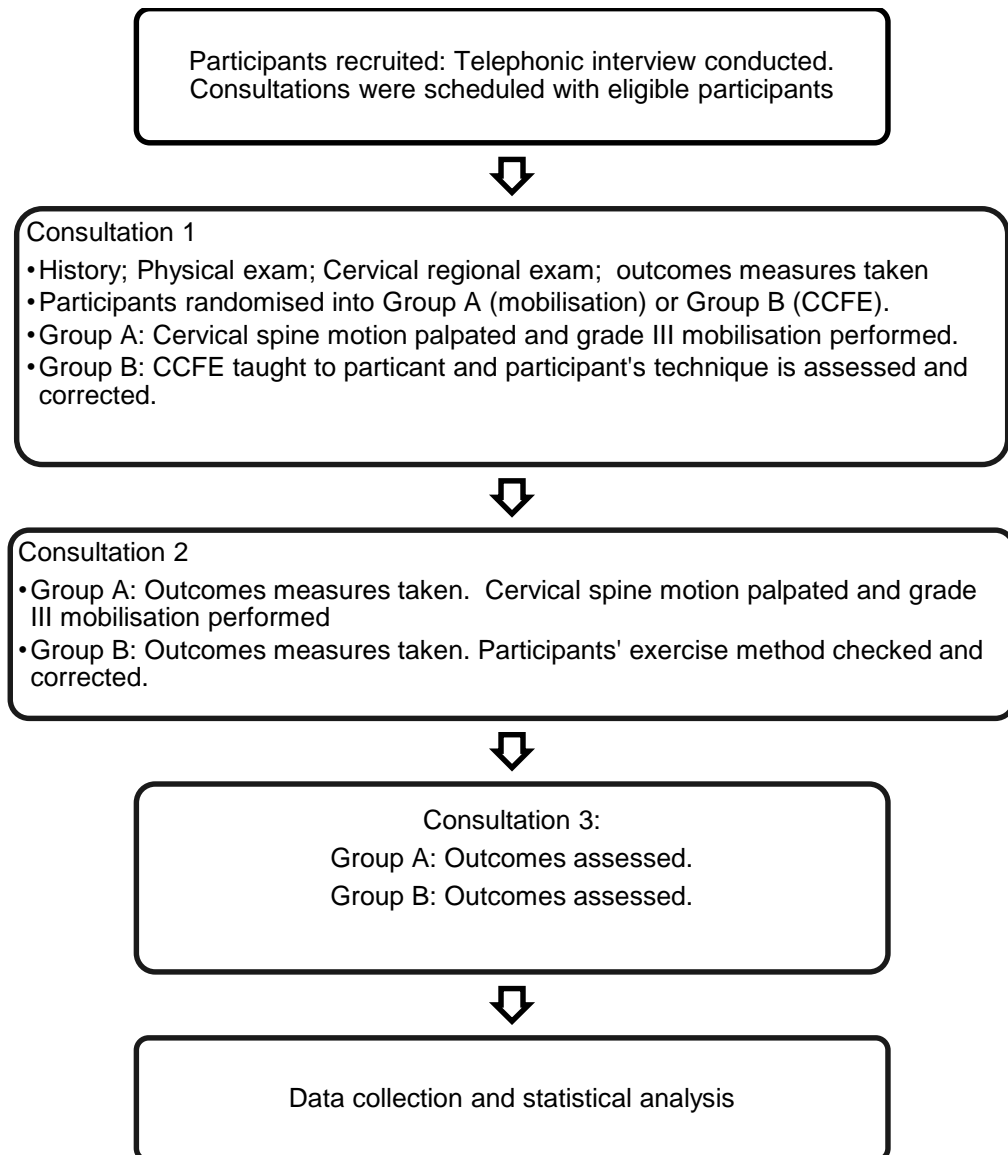 Participants recruited: Telephonic interview conducted.
Consultations were scheduled with eligible participants
Consultation 1
•History; Physical exam; Cervical regional exam;  outcomes measures taken
•Participants randomised into Group A (mobilisation) or Group B (CCFE).
•Group A: Cervical spine motion palpated and grade III mobilisation performed.
•Group B: CCFE taught to particant and participant's technique is assessed and
corrected.
Consultation 2
•Group A: Outcomes measures taken.  Cervical spine motion palpated and grade
III mobilisation performed
•Group B: Outcomes measures taken. Participants' exercise method checked and
corrected.
Consultation 3:
Group A: Outcomes assessed.
Group B: Outcomes assessed.
Data collection and statistical analysis